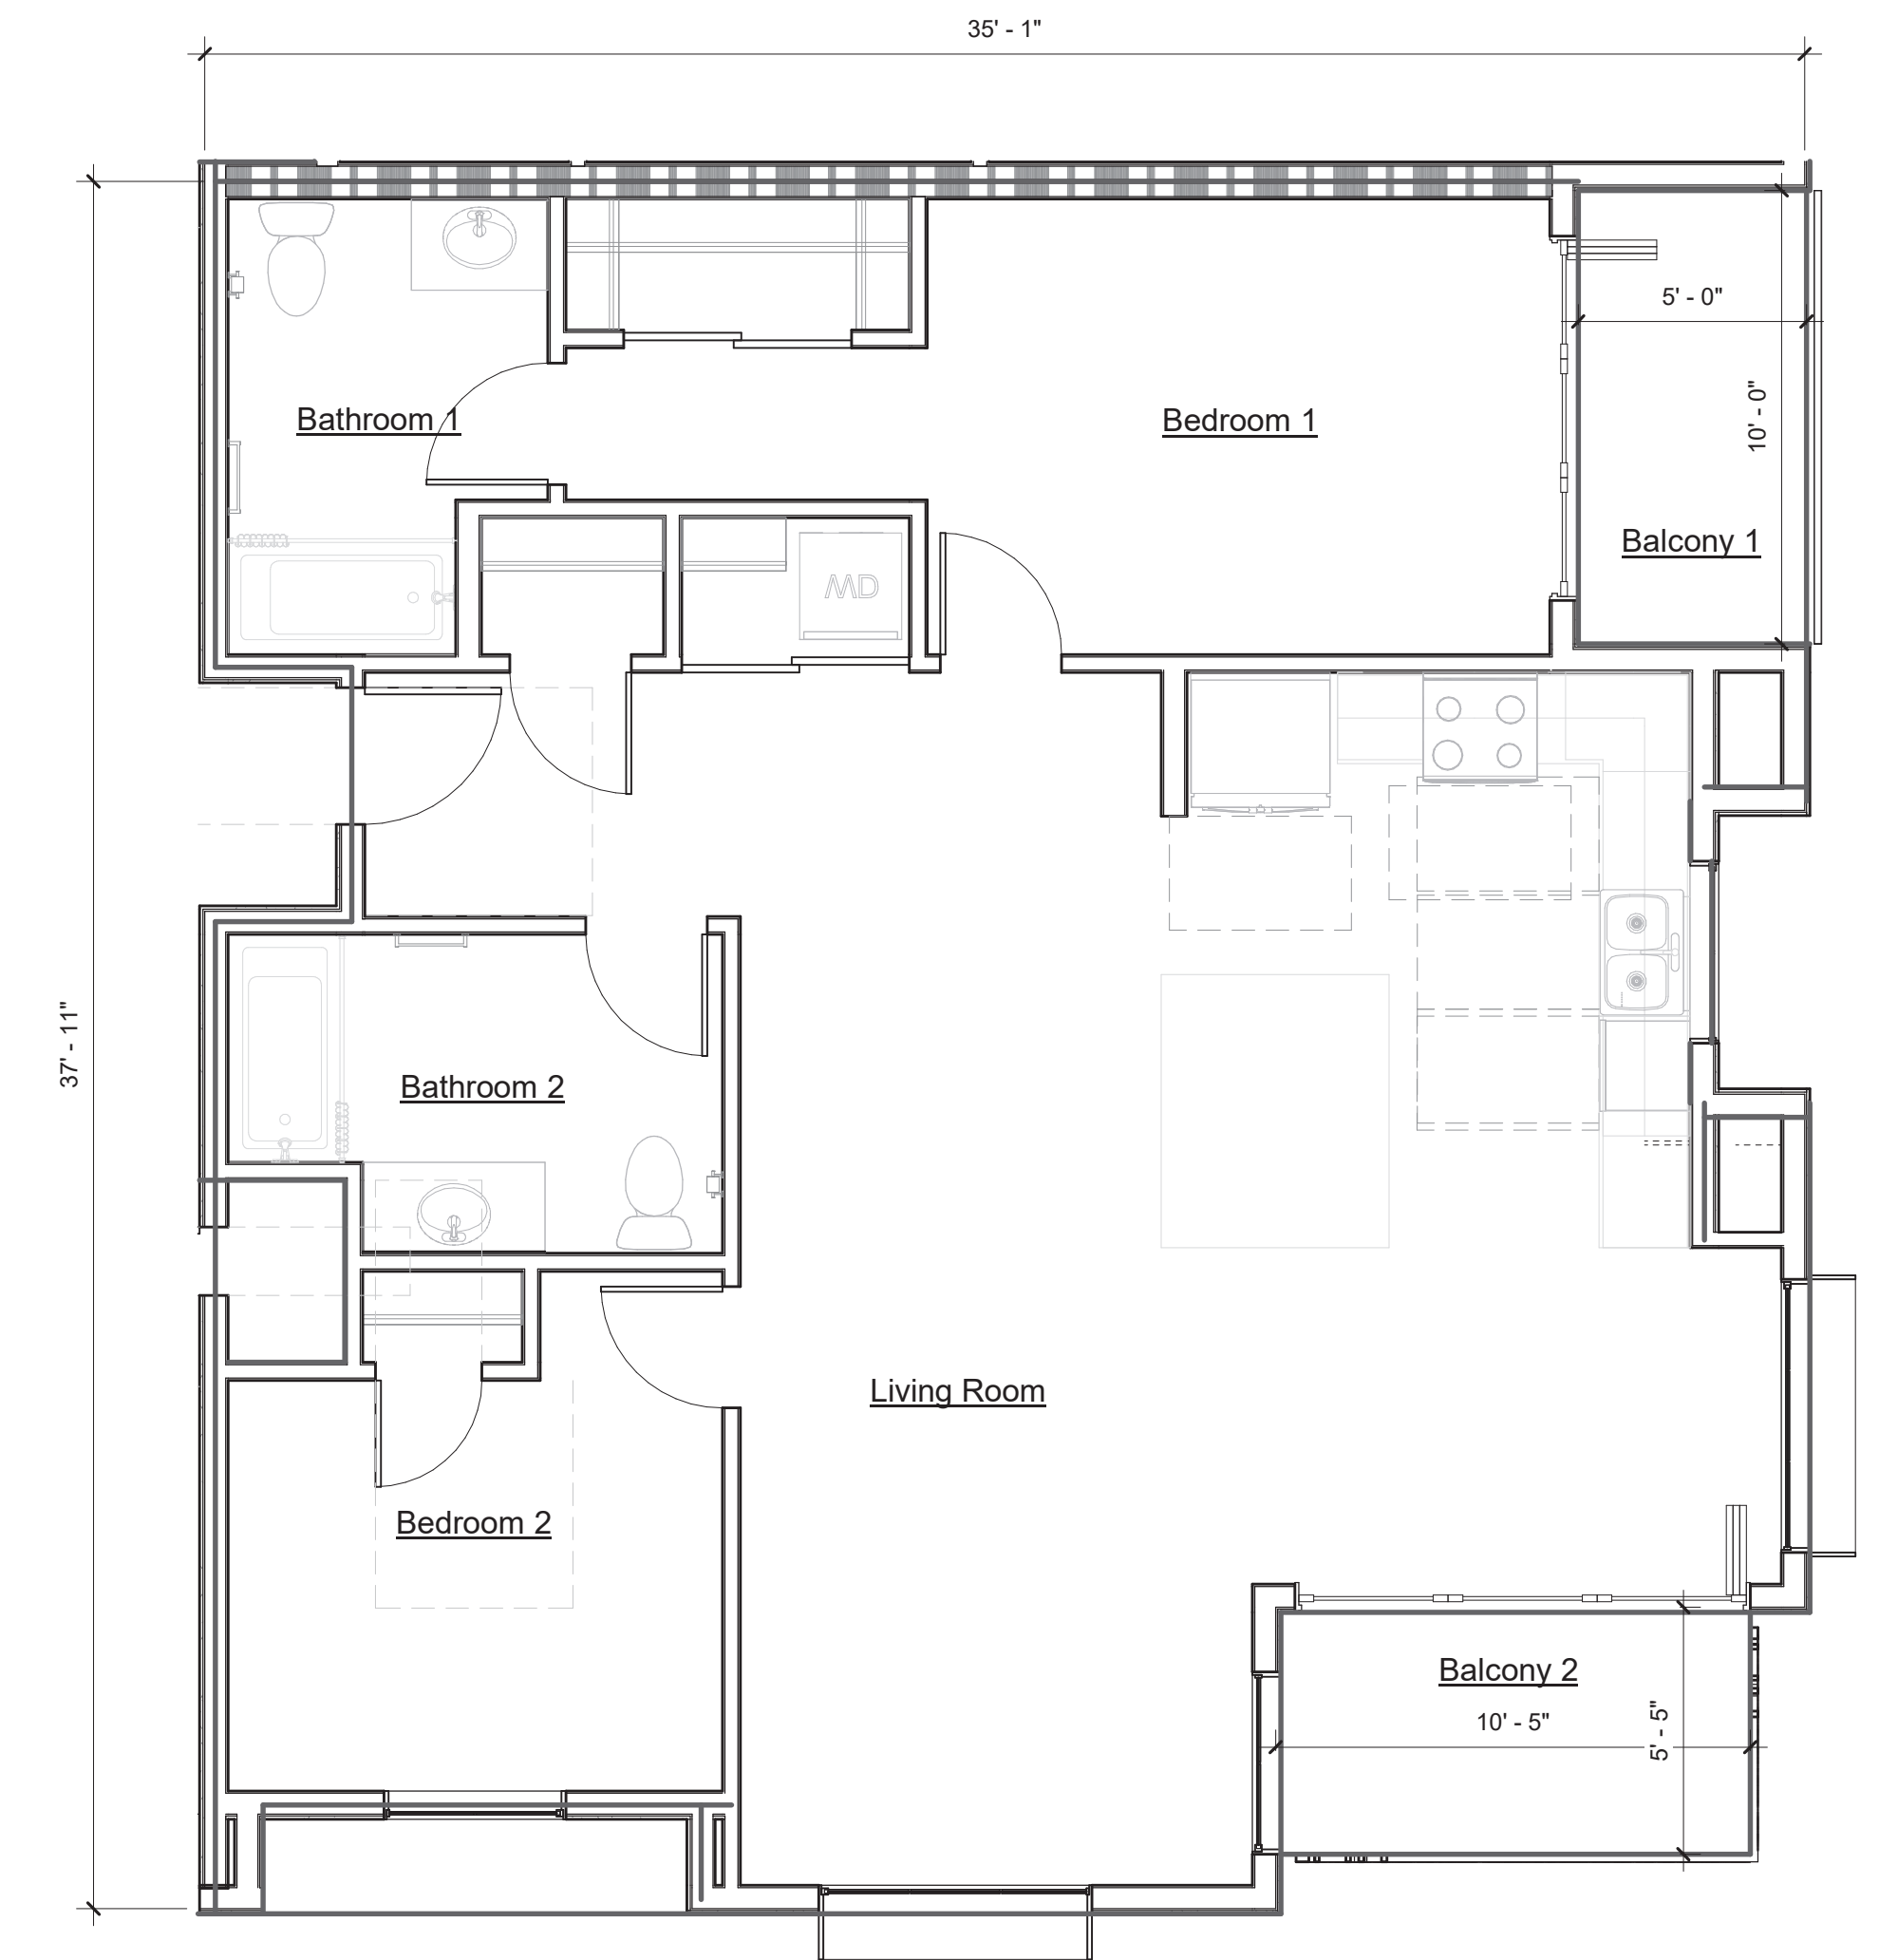 35' - 1"
5' - 0"
Bathroom 1
Bedroom 1
10' - 0"
Balcony 1
WD
37' - 11"
Bathroom 2
Living Room
Bedroom 2
Balcony 2
10' - 5"
5' - 5"